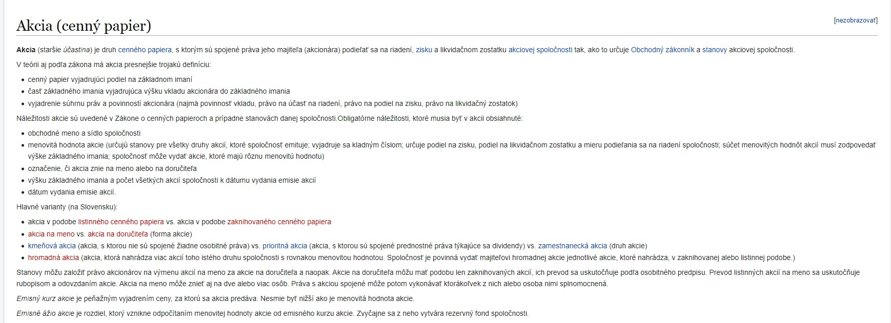 Akcia (cenný papier)
[nezobrazovať]
Akcia (staršie účastina) je druh cenného papiera, s ktorým sú spojené práva jeho majiteľa (akcionára) podieľať sa na riadení, zisku a likvidačnom zostatku akciovej spoločnosti tak, ako to určuje Obchodný zákonník a stanovy akciovej spoločnosti.
V teórii aj podľa zákona má akcia presnejšie trojakú definíciu:
• cenný papier vyjadrujúci podiel na základnom imaní
• časť základného imania vyjadrujúca výšku vkladu akcionára do základného imania
• vyjadrenie súhrnu práv a povinností akcionára (najmä povinnosť vkladu, právo na účasť na riadení, právo na podiel na zisku, právo na likvidačný zostatok)
Náležitosti akcie sú uvedené v Zákone o cenných papieroch a prípadne stanovách danej spoločnosti.Obligatórne náležitosti, ktoré musia byť v akcii obsiahnuté:
• obchodné meno a sídlo spoločnosti
• menovitá hodnota akcie (určujú stanovy pre všetky druhy akcií, ktoré spoločnosť emituje; vyjadruje sa kladným číslom; určuje podiel na zisku, podiel na likvidačnom zostatku a mieru podieľania sa na riadení spoločnosti; súčet menovitých hodnôt akcií musí zodpovedať
výške základného imania; spoločnosť môže vydať akcie, ktoré majú rôznu menovitú hodnotu)
• označenie, či akcia znie na meno alebo na doručiteľa
• výšku základného imania a počet všetkých akcií spoločnosti k dátumu vydania emisie akcií
• dátum vydania emisie akcií.
Hlavné varianty (na Slovensku):
• akcia v podobe listinného cenného papiera vs. akcia v podobe zaknihovaného cenného papiera
• akcia na meno vs. akcia na doručiteľa (forma akcie)
• kmeňová akcia (akcia, s ktorou nie sú spojené žiadne osobitné práva) vs. prioritná akcia (akcia, s ktorou sú spojené prednostné práva týkajúce sa dividendy) vs. zamestnanecká akcia (druh akcie)
• hromadná akcia (akcia, ktorá nahrádza viac akcií toho istého druhu spoločnosti s rovnakou menovitou hodnotou. Spoločnosť je povinná vydať majiteľovi hromadnej akcie jednotlivé akcie, ktoré nahrádza, v zaknihovanej alebo listinnej podobe.)
Stanovy môžu založiť právo akcionárov na výmenu akcií na meno za akcie na doručiteľa a naopak. Akcie na doručiteľa môžu mať podobu len zaknihovaných akcií, ich prevod sa uskutočňuje podľa osobitného predpisu. Prevod listinných akcií na meno sa uskutočňuje
rubopisom a odovzdaním akcie. Akcia na meno môže znieť aj na dve alebo viac osôb. Práva s akciou spojené môže potom vykonávať ktorákoľvek z nich alebo osoba nimi splnomocnená.
Emisný kurz akcie je peňažným vyjadrením ceny, za ktorú sa akcia predáva. Nesmie byť nižší ako je menovitá hodnota akcie.
Emisné ážio akcie je rozdiel, ktorý vznikne odpočítaním menovitej hodnoty akcie od emisného kurzu akcie. Zvyčajne sa z neho vytvára rezervný fond spoločnosti.